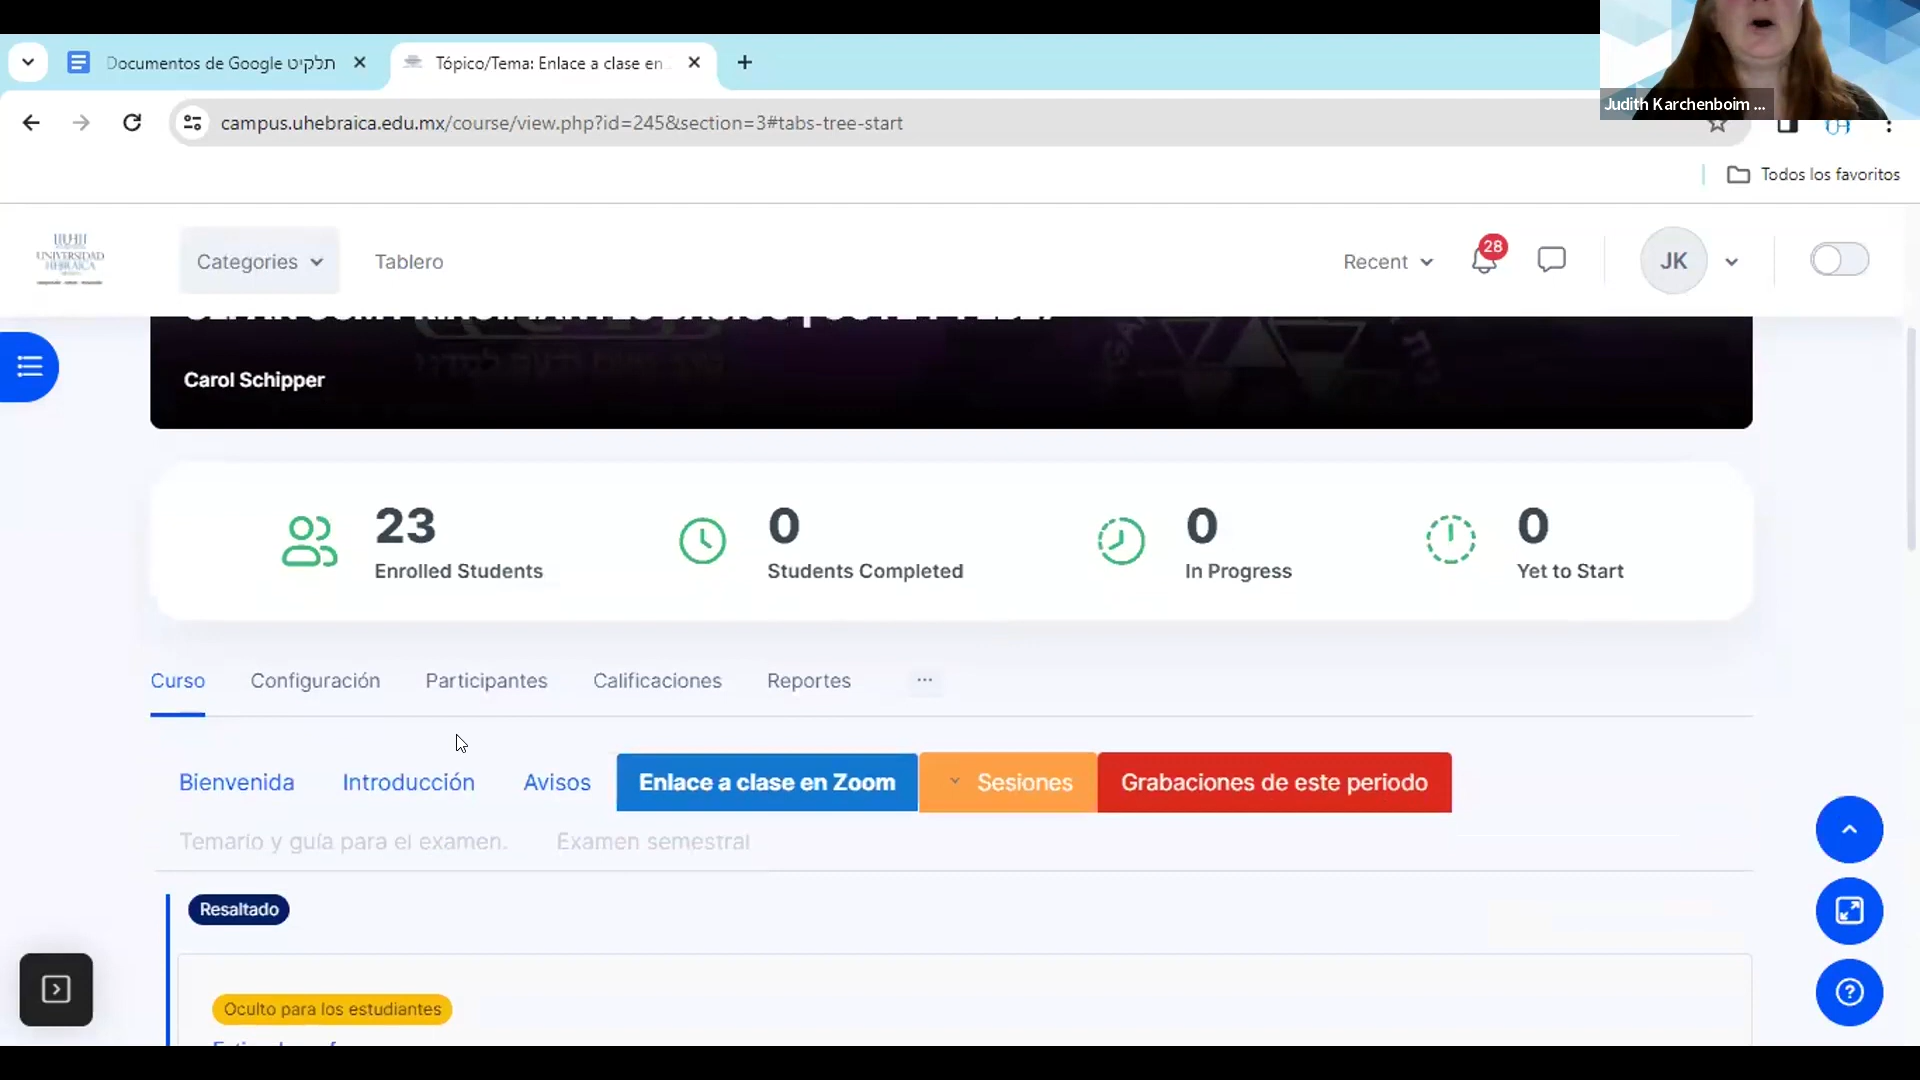 Documentos de Google תלקיט
Tópico/Tema: Enlace a clase en
Judith Karchenboim ...
campus.uhebraica.edu.mx/course/view.php?id=245&section=3#tabs-tree-start
Todos los favoritos
UNIVERSIDAD
HEBRAICA
Categories
Tablero
Recent
28
JK
Carol Schipper
23
Enrolled Students
0
Students Completed
0
In Progress
0
Yet to Start
Curso
Configuración
Participantes
Calificaciones
Reportes
...
Bienvenida
Introducción
Avisos
Enlace a clase en Zoom
Sesiones
Grabaciones de este periodo
Temario y guía para el examen.
Examen semestral
Resaltado
Oculto para los estudiantes